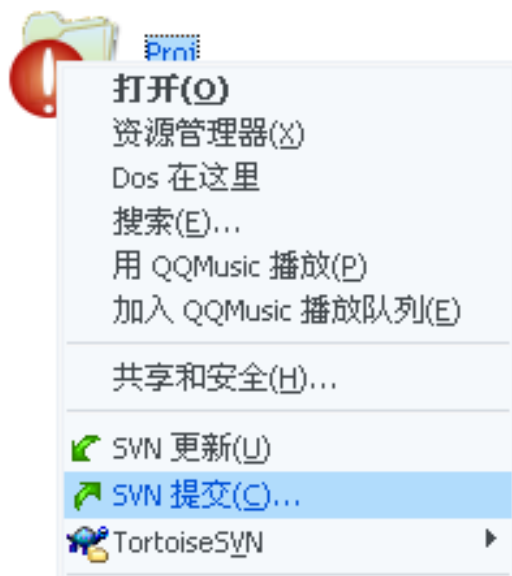 Proj
打开(O)
资源管理器(X)
Dos 在这里
搜索(E)...
用 QQMusic 播放(P)
加入 QQMusic 播放队列(E)
共享和安全(H)...
SVN 更新(U)
SVN 提交(C)...
TortoiseSVN